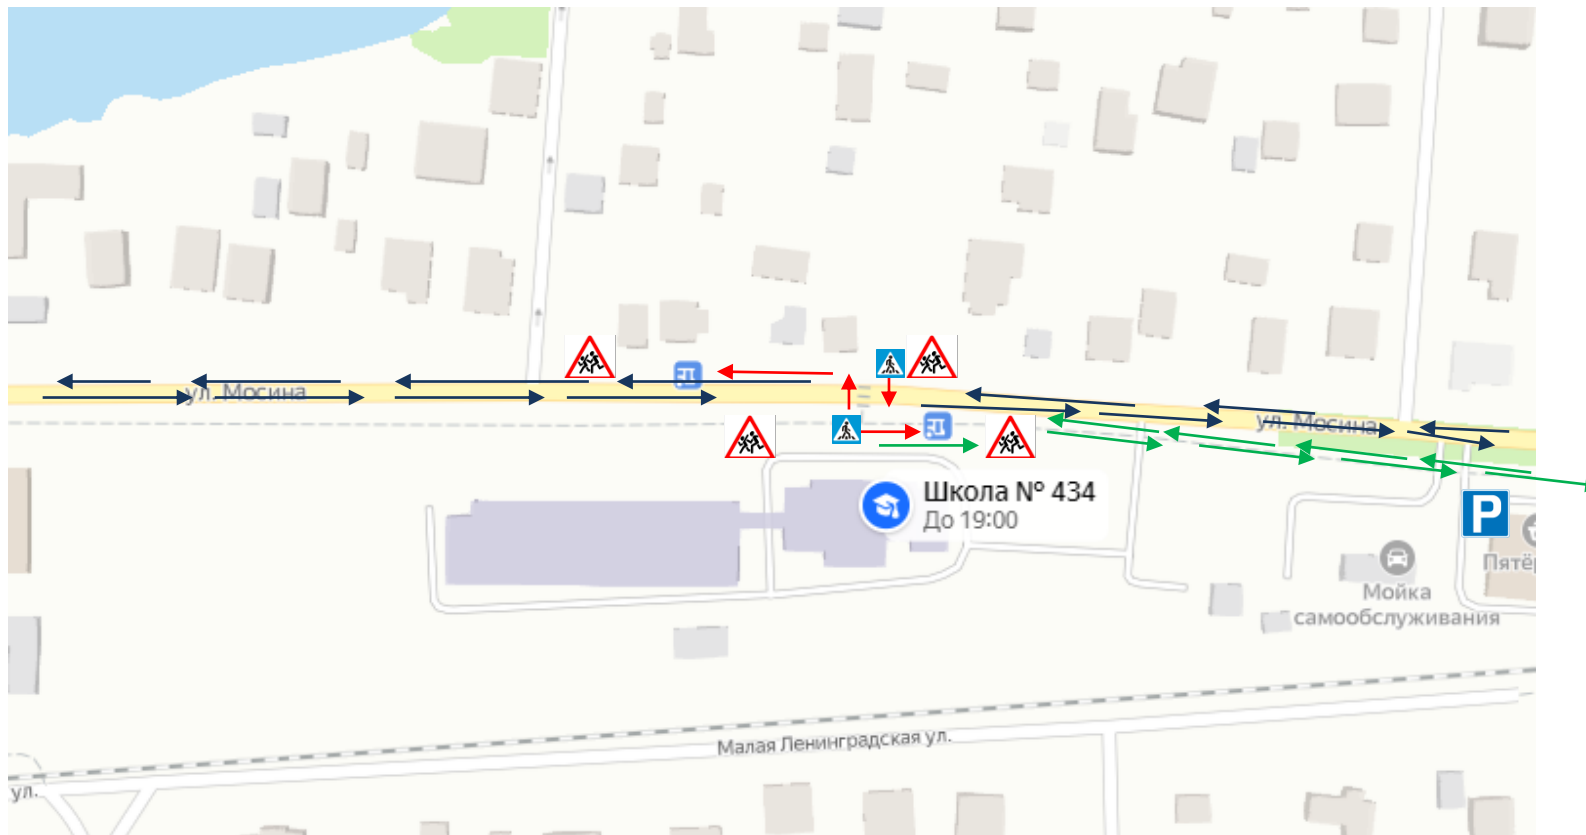 ул. Мосина
ул. Мосина
Школа № 434
До 19:00
P
Пятё
Мойка
самообслуживания
Малая Ленинградская ул.
ул.